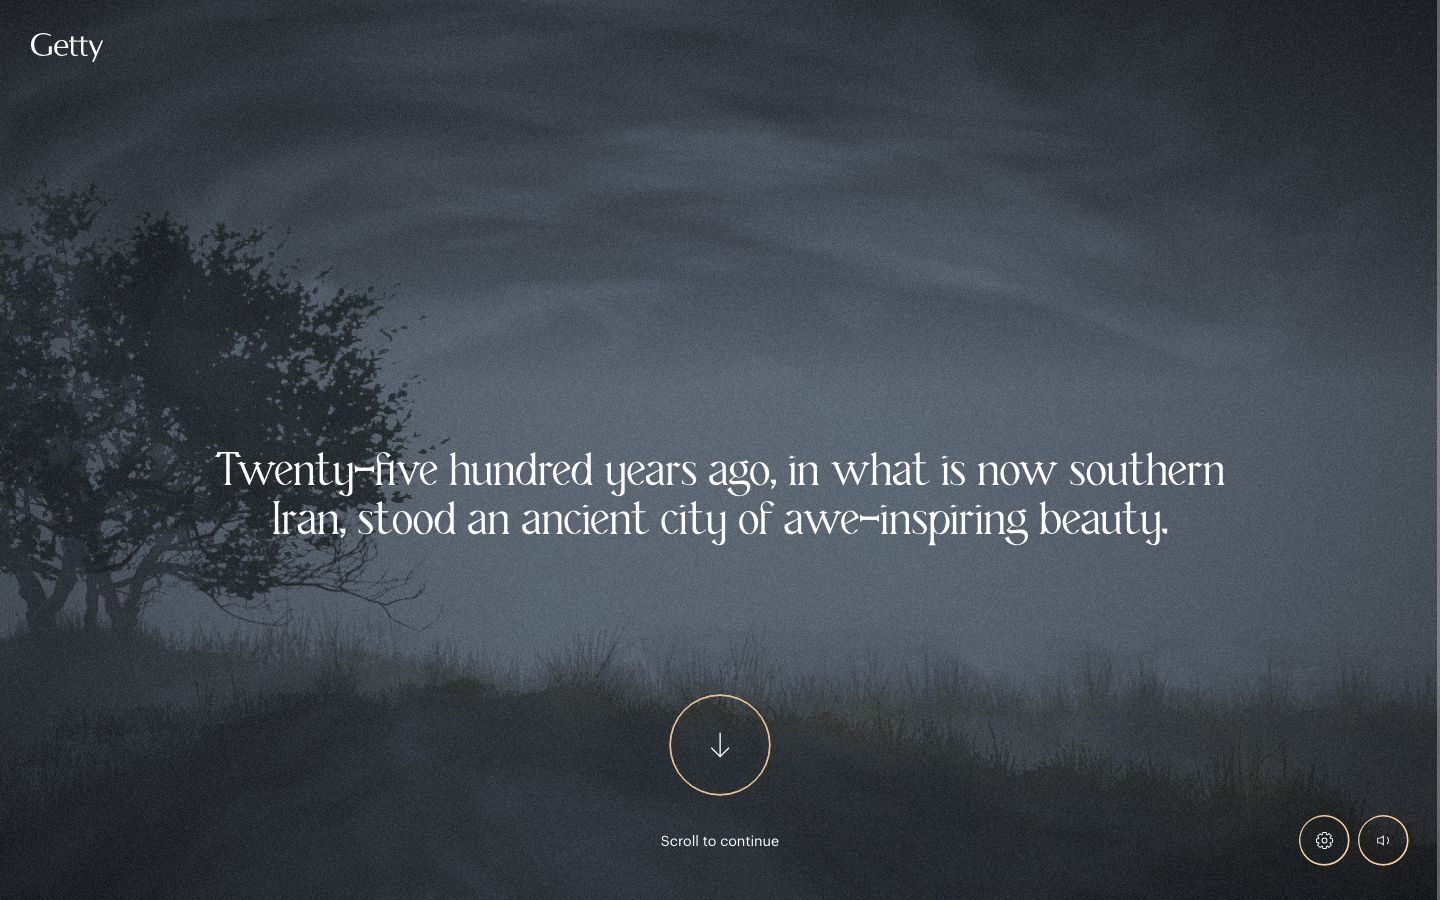 Getty
Twenty-five hundred years ago, in what is now southern
Iran, stood an ancient city of awe-inspiring beauty.
Scroll to continue